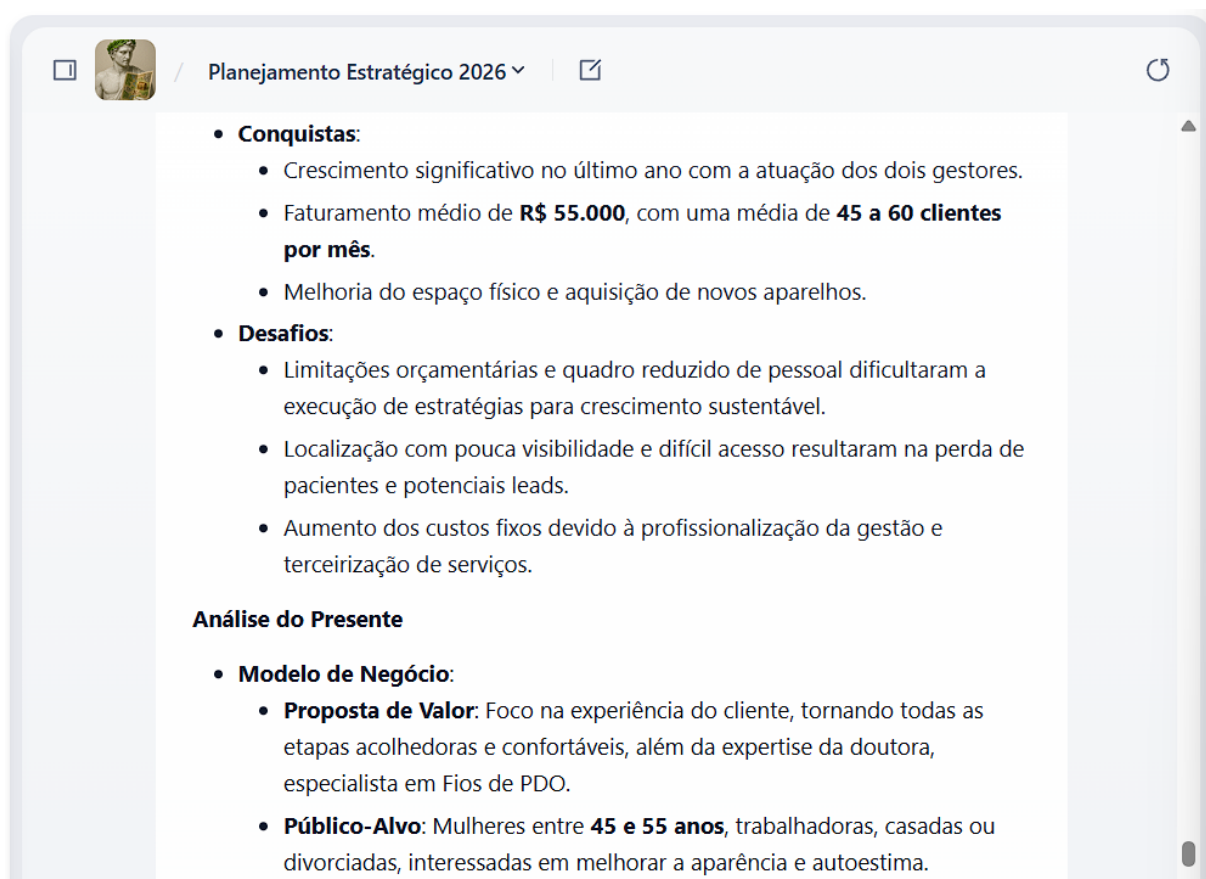 / Planejamento Estratégico 2026
• Conquistas:
• Crescimento significativo no último ano com a atuação dos dois gestores.
• Faturamento médio de R$ 55.000, com uma média de 45 a 60 clientes
por mês.
• Melhoria do espaço físico e aquisição de novos aparelhos.
• Desafios:
• Limitações orçamentárias e quadro reduzido de pessoal dificultaram a
execução de estratégias para crescimento sustentável.
• Localização com pouca visibilidade e difícil acesso resultaram na perda de
pacientes e potenciais leads.
• Aumento dos custos fixos devido à profissionalização da gestão e
terceirização de serviços.
Análise do Presente
• Modelo de Negócio:
• Proposta de Valor: Foco na experiência do cliente, tornando todas as
etapas acolhedoras e confortáveis, além da expertise da doutora,
especialista em Fios de PDO.
• Público-Alvo: Mulheres entre 45 e 55 anos, trabalhadoras, casadas ou
divorciadas, interessadas em melhorar a aparência e autoestima.